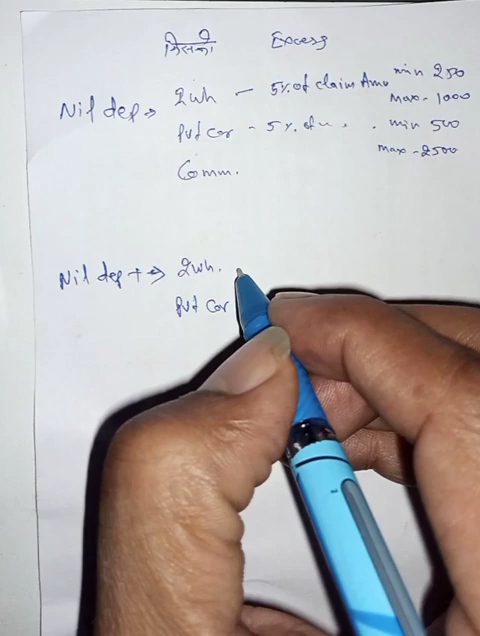 किसको Excess
Nil dep → 2wh - 5% of claim Amu min 250
max - 1000
Pvt Car - 5% of " . . min 500
max - 2500
Comm.
Nil dep + → 2wh.
Pvt Car